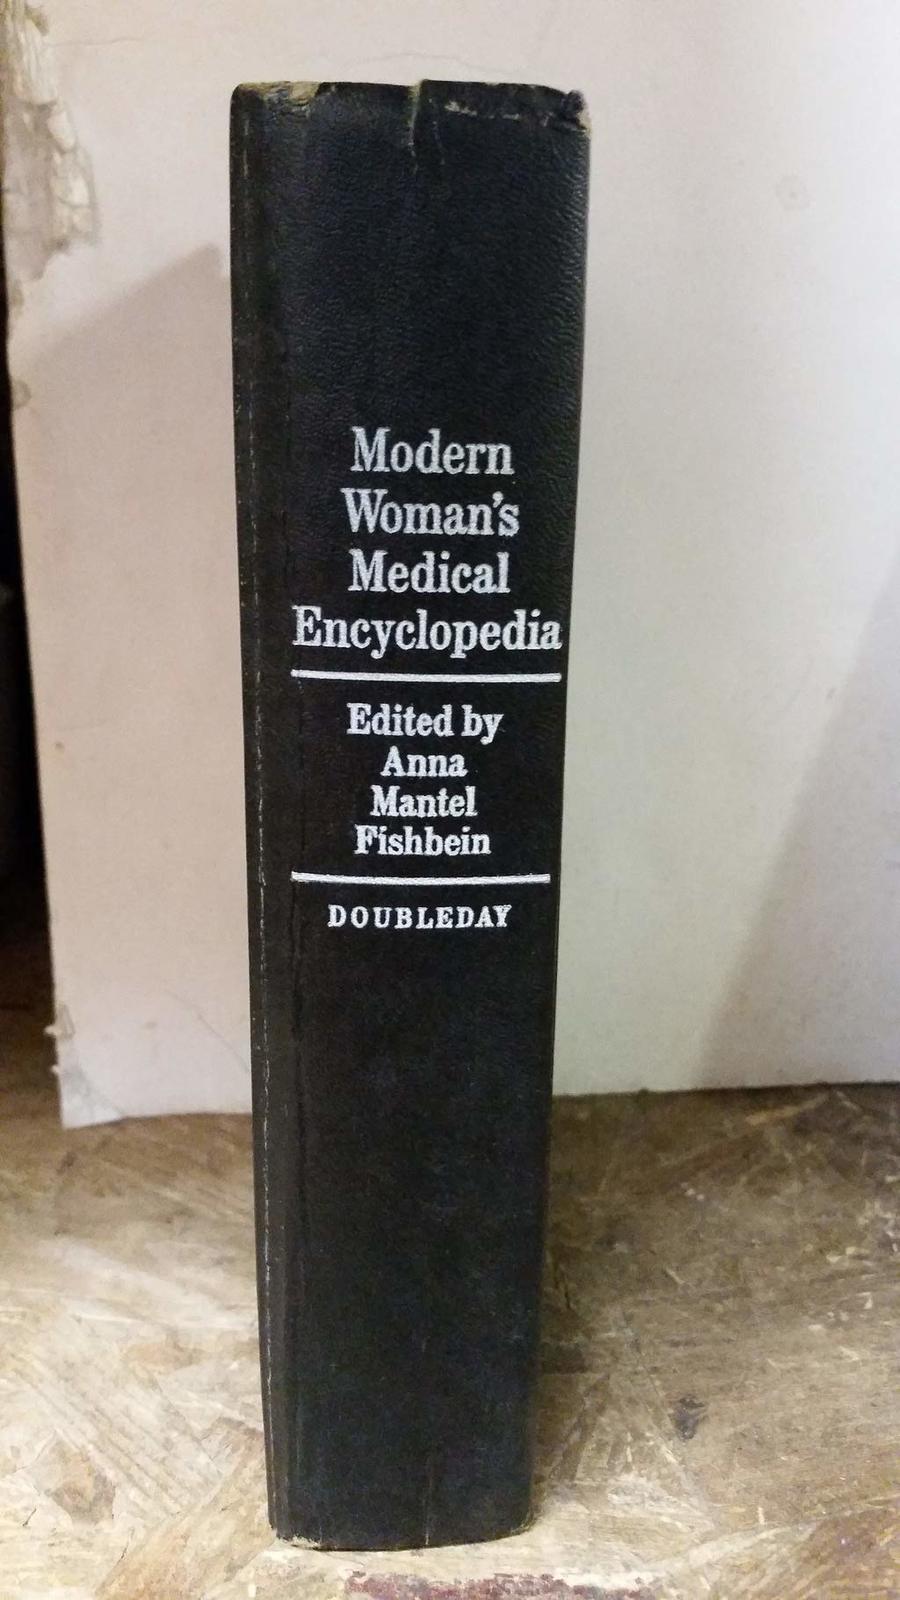 Modern
Woman's
Medical
Encyclopedia
Edited by
Anna
Mantel
Fishbein
DOUBLEDAY